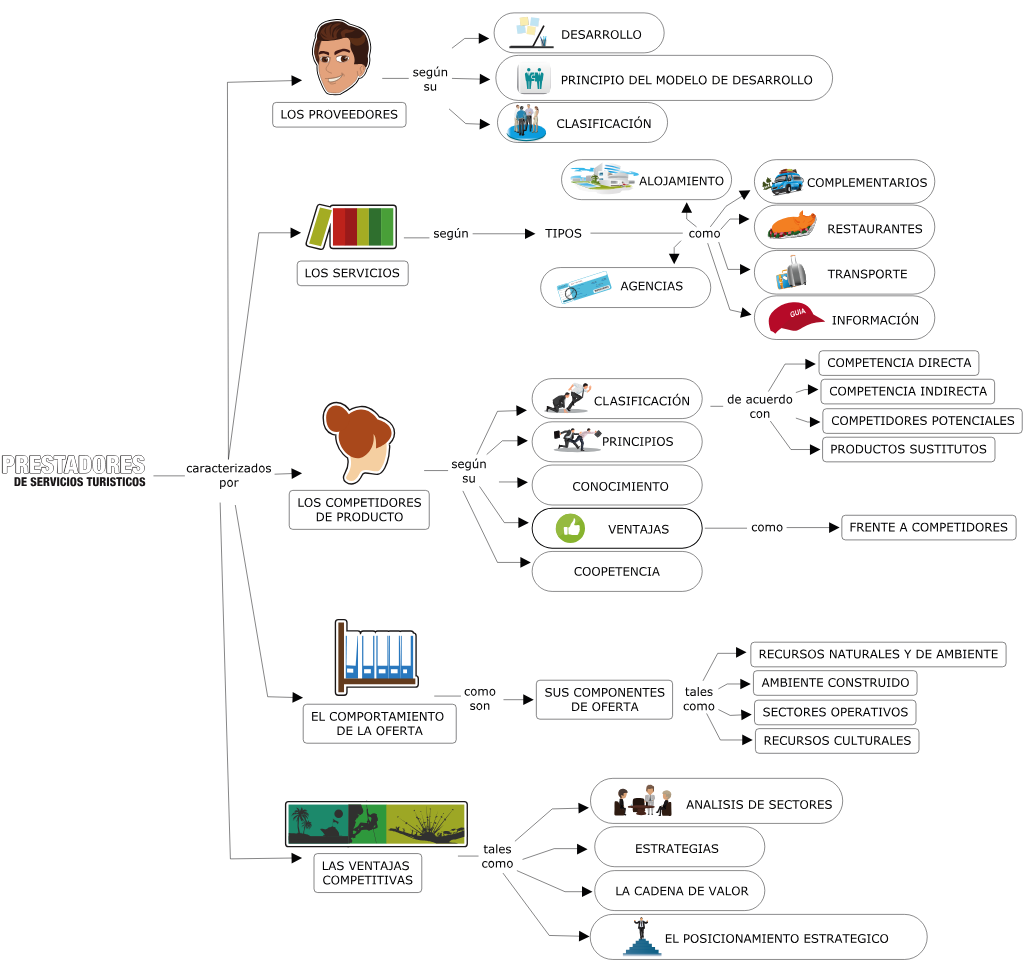 PRESTADORES
DE SERVICIOS TURISTICOS
caracterizados
por
LOS PROVEEDORES
según
su
DESARROLLO
PRINCIPIO DEL MODELO DE DESARROLLO
CLASIFICACIÓN
LOS SERVICIOS
según
TIPOS
como
ALOJAMIENTO
AGENCIAS
COMPLEMENTARIOS
RESTAURANTES
TRANSPORTE
GUIA
INFORMACIÓN
LOS COMPETIDORES
DE PRODUCTO
según
su
CLASIFICACIÓN
de acuerdo
con
COMPETENCIA DIRECTA
COMPETENCIA INDIRECTA
COMPETIDORES POTENCIALES
PRODUCTOS SUSTITUTOS
PRINCIPIOS
CONOCIMIENTO
VENTAJAS
como
FRENTE A COMPETIDORES
COOPETENCIA
EL COMPORTAMIENTO
DE LA OFERTA
como
son
SUS COMPONENTES
DE OFERTA
tales
como
RECURSOS NATURALES Y DE AMBIENTE
AMBIENTE CONSTRUIDO
SECTORES OPERATIVOS
RECURSOS CULTURALES
LAS VENTAJAS
COMPETITIVAS
tales
como
ANALISIS DE SECTORES
ESTRATEGIAS
LA CADENA DE VALOR
EL POSICIONAMIENTO ESTRATEGICO